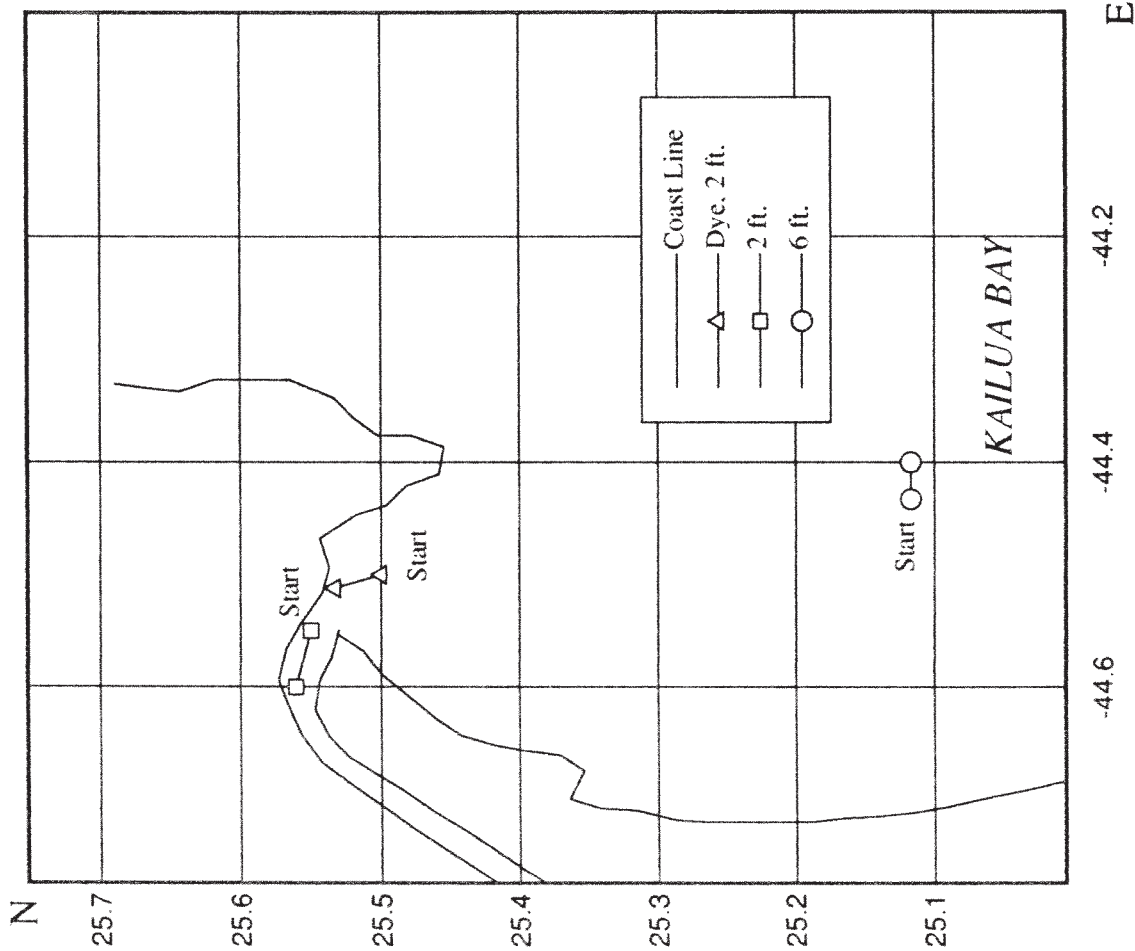 N
25.7
25.6
25.5
25.4
25.3
25.2
25.1
-44.6
-44.4
-44.2
E
Start
Start
Start
Coast Line
Dye. 2 ft.
2 ft.
6 ft.
KAILUA BAY